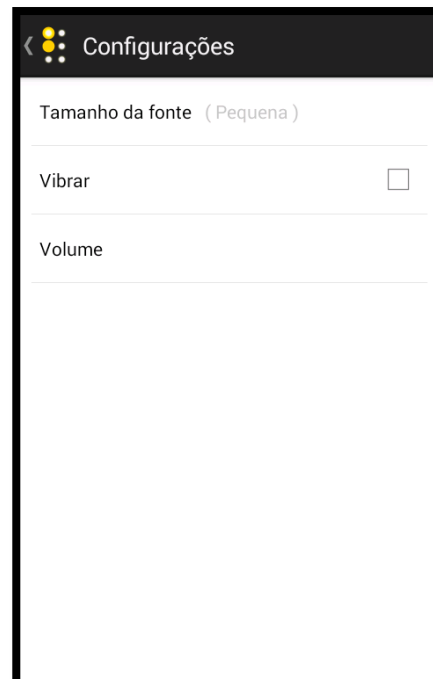 Configurações
Tamanho da fonte ( Pequena )
Vibrar
Volume